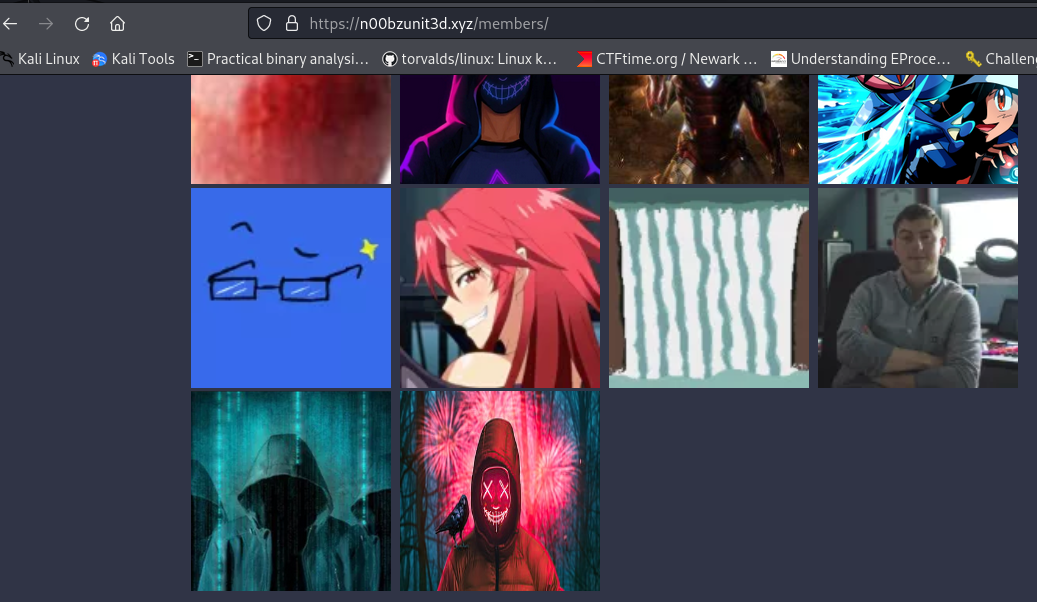 https://n00bzunit3d.xyz/members/
Kali Linux Kali Tools Practical binary analysi… torvalds/linux: Linux k… CTFtime.org / Newark … Understanding EProce… Challen